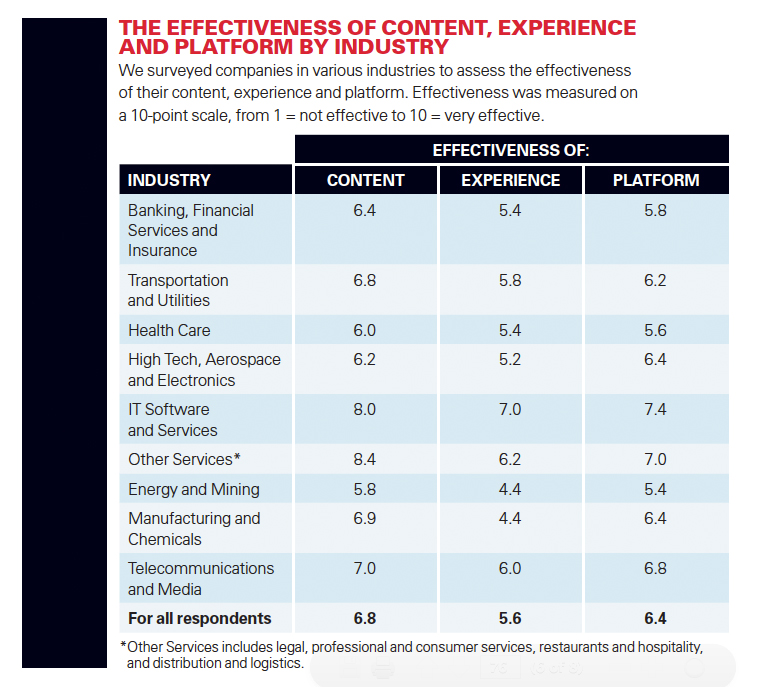 THE EFFECTIVENESS OF CONTENT, EXPERIENCE
AND PLATFORM BY INDUSTRY
We surveyed companies in various industries to assess the effectiveness
of their content, experience and platform. Effectiveness was measured on
a 10-point scale, from 1 = not effective to 10 = very effective.
EFFECTIVENESS OF:
INDUSTRY CONTENT EXPERIENCE PLATFORM
Banking, Financial 6.4 5.4 5.8
Services and
Insurance
Transportation 6.8 5.8 6.2
and Utilities
Health Care 6.0 5.4 5.6
High Tech, Aerospace 6.2 5.2 6.4
and Electronics
IT Software 8.0 7.0 7.4
and Services
Other Services* 8.4 6.2 7.0
Energy and Mining 5.8 4.4 5.4
Manufacturing and 6.9 4.4 6.4
Chemicals
Telecommunications 7.0 6.0 6.8
and Media
For all respondents 6.8 5.6 6.4
*Other Services includes legal, professional and consumer services, restaurants and hospitality,
and distribution and logistics.